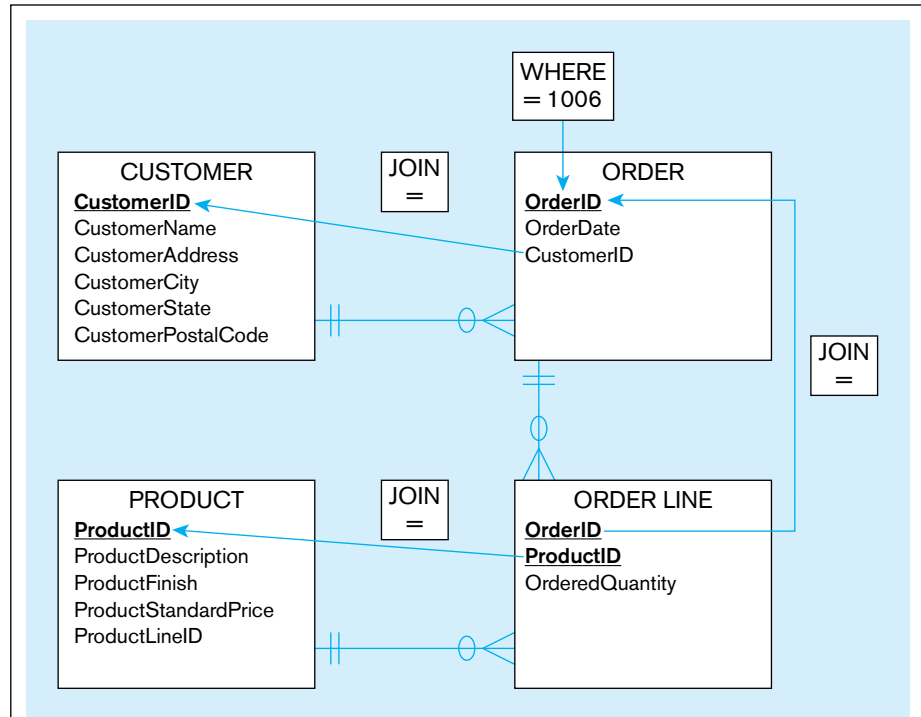 WHERE
= 1006
CUSTOMER
CustomerID
CustomerName
CustomerAddress
CustomerCity
CustomerState
CustomerPostalCode
JOIN
=
ORDER
OrderID
OrderDate
CustomerID
JOIN
=
PRODUCT
ProductID
ProductDescription
ProductFinish
ProductStandardPrice
ProductLineID
JOIN
=
ORDER LINE
OrderID
ProductID
OrderedQuantity